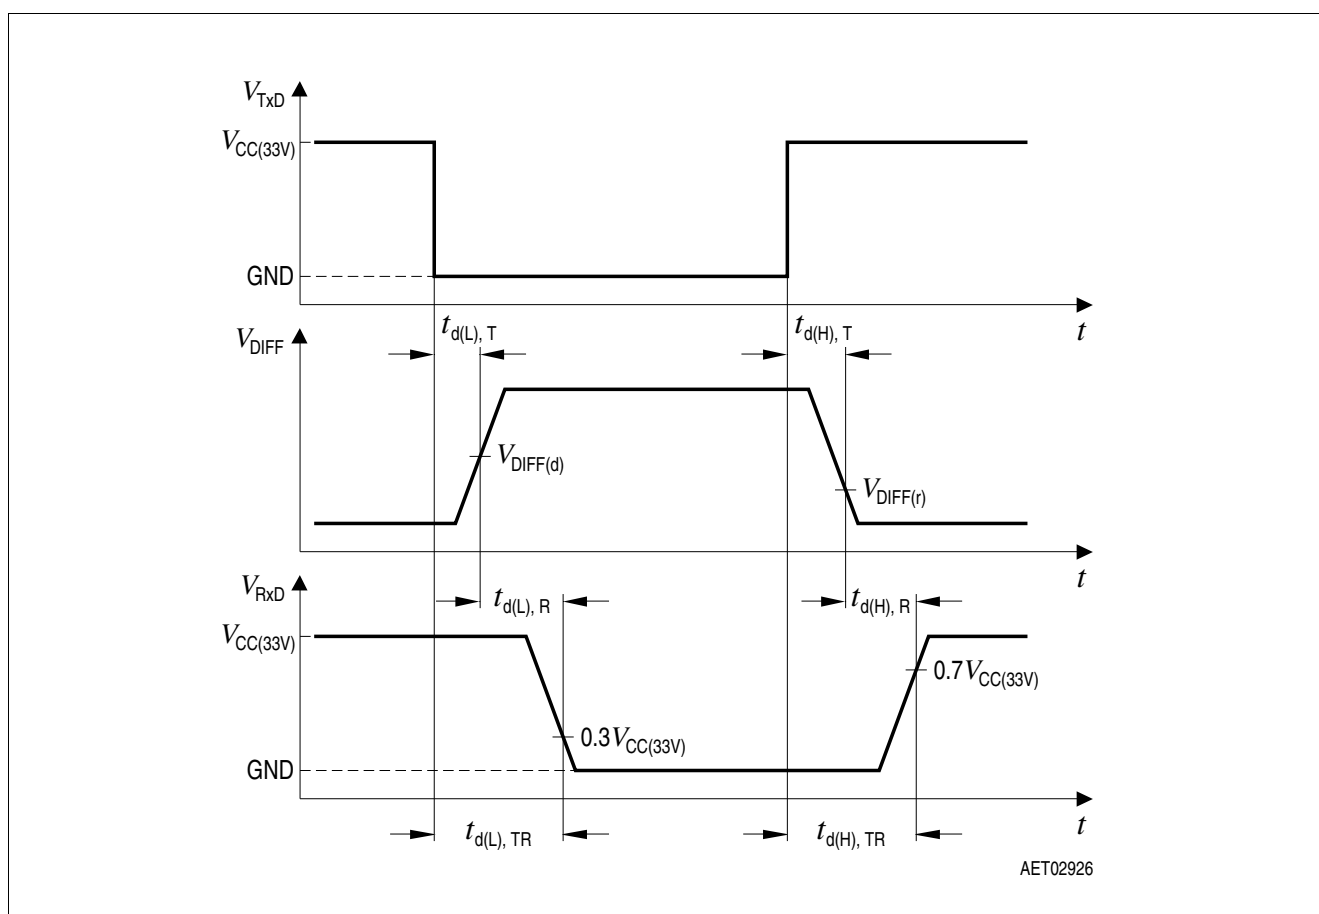 V_TxD
V_CC(33V)
GND
t
t_d(L), T
t_d(H), T
V_DIFF
V_DIFF(d)
V_DIFF(r)
t
V_RxD
t_d(L), R
t_d(H), R
V_CC(33V)
0.7V_CC(33V)
0.3V_CC(33V)
GND
t
t_d(L), TR
t_d(H), TR
AET02926